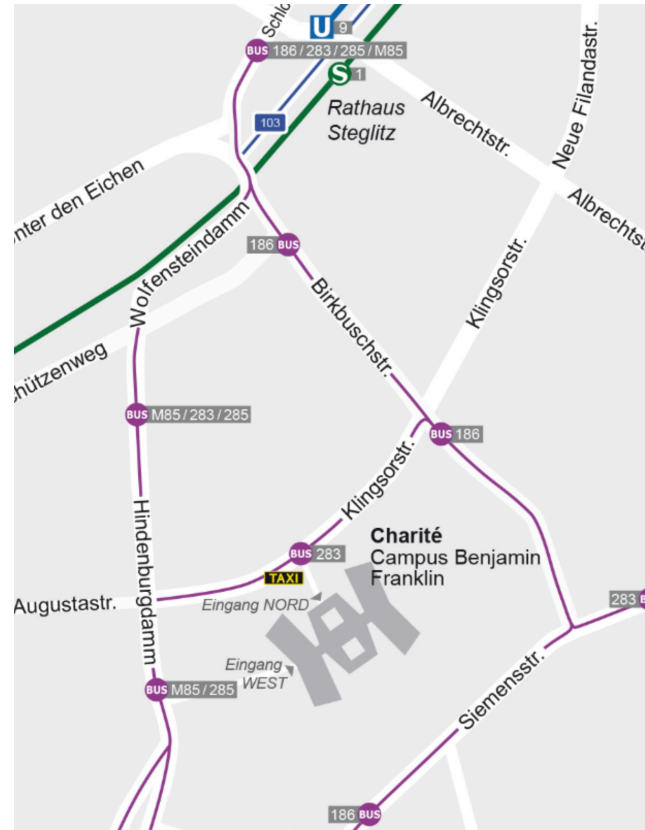 U 9
Schlo
BUS 186 / 283 / 285 / M85
S 1
Rathaus
Steglitz
103
Albrechtstr.
Neue Filandastr.
Albrechtst
nter den Eichen
Wolfensteindamm
186 BUS
Klingsorstr.
Birkbuschstr.
hützenweg
BUS M85 / 283 / 285
BUS 186
Klingsorstr.
Hindenburgdamm
Charité
Campus Benjamin
Franklin
BUS 283
TAXI
Augustastr.
Eingang NORD
283 B
Eingang
WEST
BUS M85 / 285
Siemensstr.
186 BUS